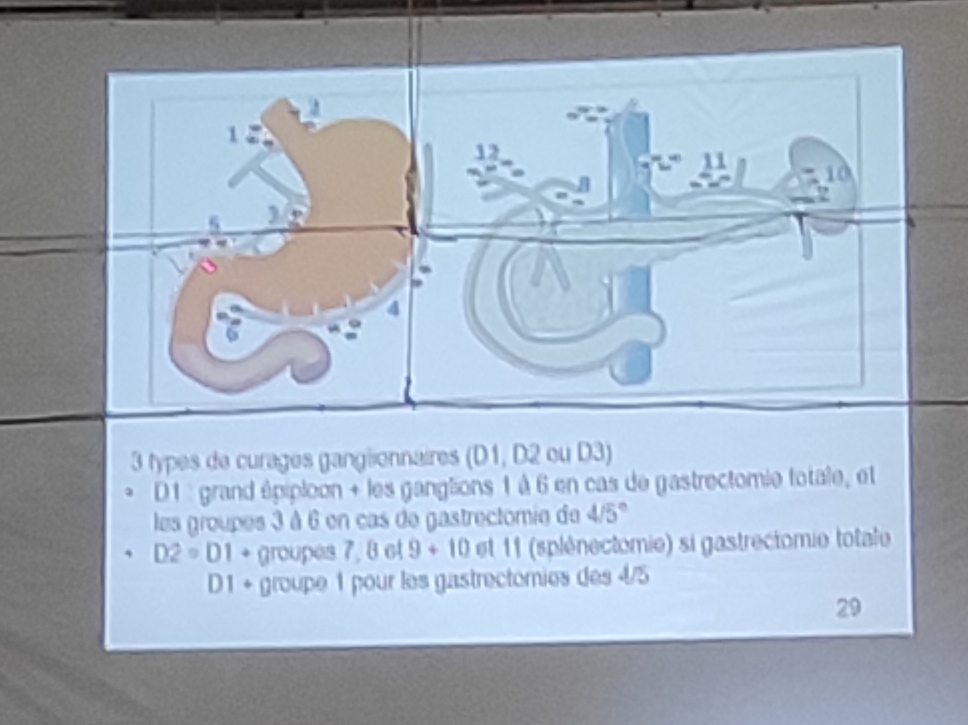 2
1
12
11
10
8
3
5
4
6
3 types de curages ganglionnaires (D1, D2 ou D3)
• D1 : grand épiploon + les ganglions 1 à 6 en cas de gastrectomie totale, et
les groupes 3 à 6 en cas de gastrectomie de 4/5°
• D2 = D1 + groupes 7, 8 et 9 + 10 et 11 (splénectomie) si gastrectomie totale
D1 + groupe 1 pour les gastrectomies des 4/5
29